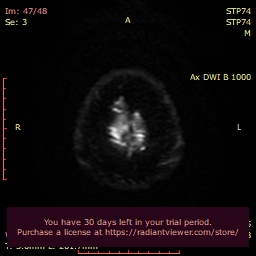 Im: 47/48
Se: 3
A
STP74
STP74
M
Ax DWI B 1000
R
L
You have 30 days left in your trial period.
Purchase a license at https://radiantviewer.com/store/